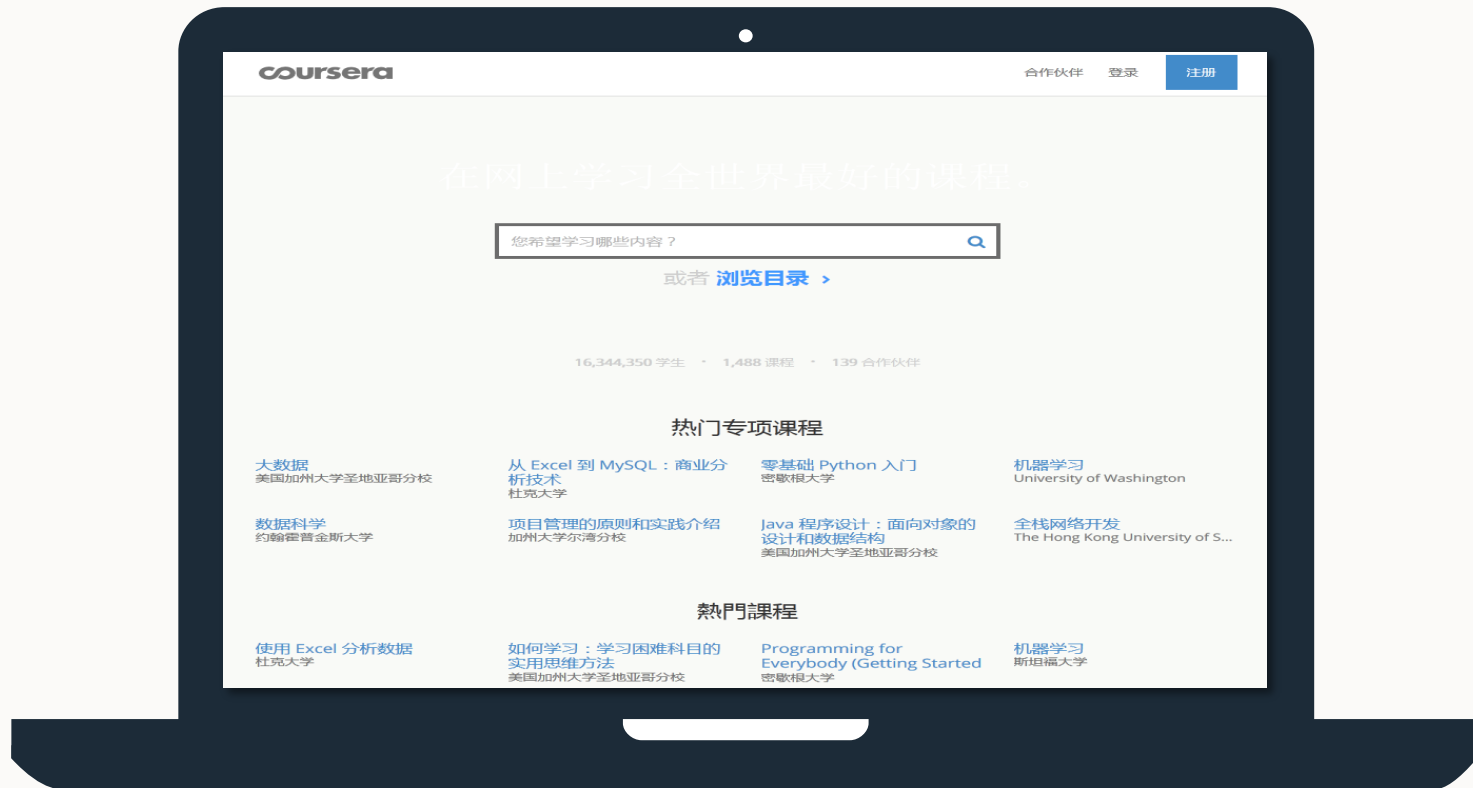 coursera
合作伙伴 登录 注册
在网上学习全世界最好的课程。
您希望学习哪些内容？
或者 浏览目录 ›
16,344,350 学生 · 1,488 课程 · 139 合作伙伴
热门专项课程
大数据
美国加州大学圣地亚哥分校
从 Excel 到 MySQL：商业分
析技术
杜克大学
零基础 Python 入门
密歇根大学
机器学习
University of Washington
数据科学
约翰霍普金斯大学
项目管理的原则和实践介绍
加州大学尔湾分校
Java 程序设计：面向对象的
设计和数据结构
美国加州大学圣地亚哥分校
全栈网络开发
The Hong Kong University of S...
熱門課程
使用 Excel 分析数据
杜克大学
如何学习：学习困难科目的
实用思维方法
美国加州大学圣地亚哥分校
Programming for
Everybody (Getting Started
密歇根大学
机器学习
斯坦福大学